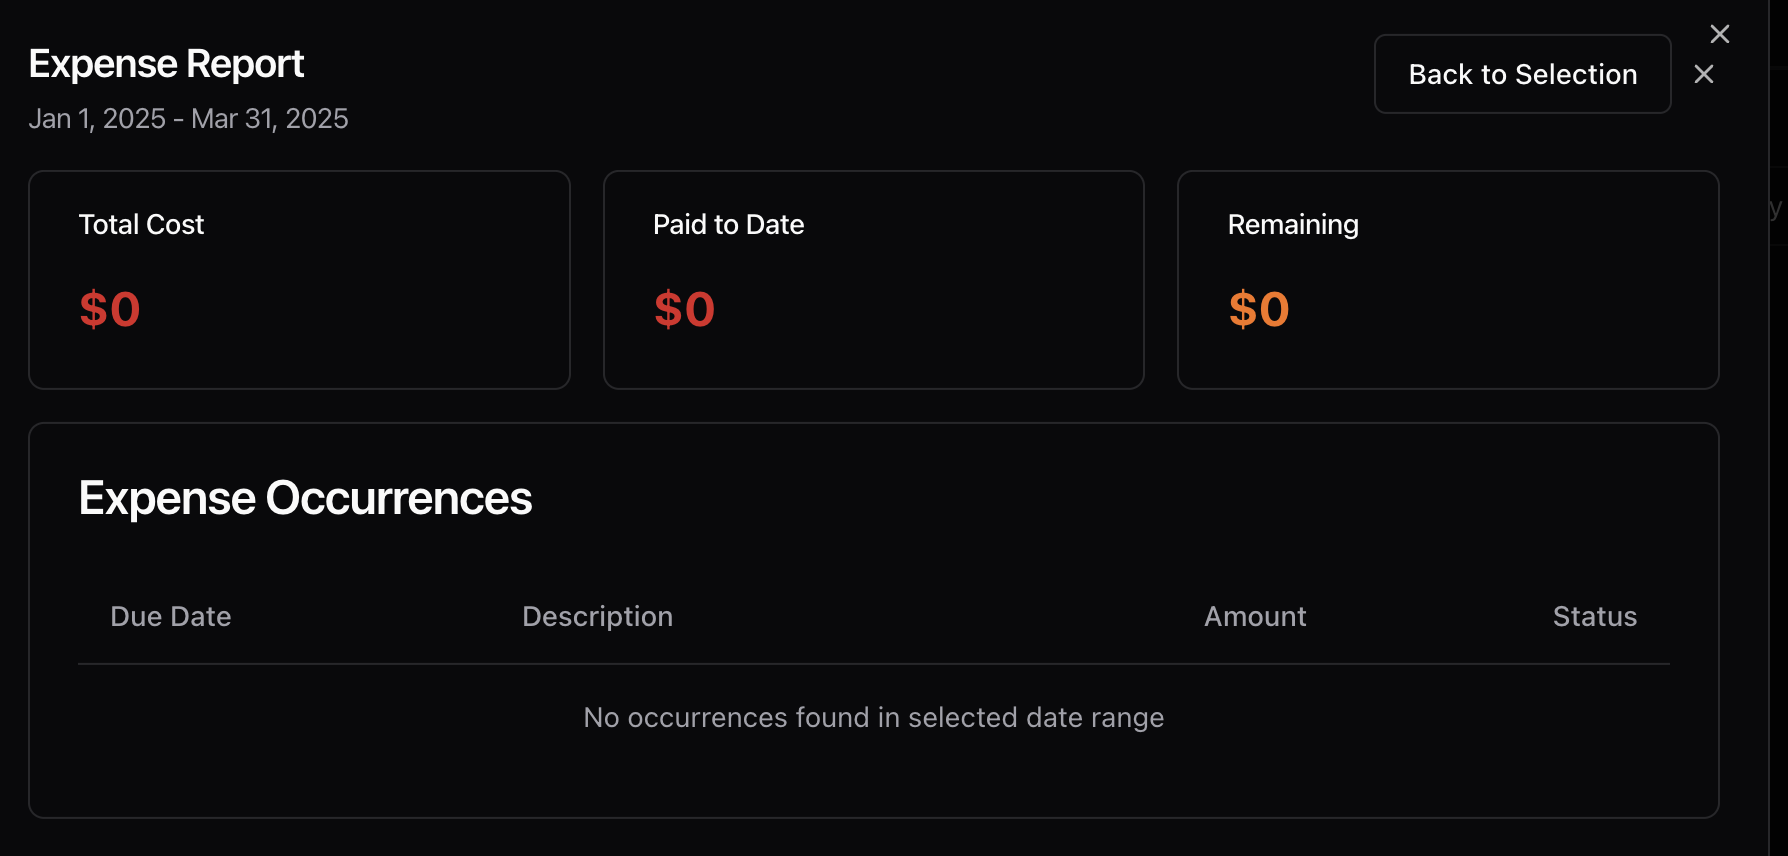 Expense Report
Jan 1, 2025 - Mar 31, 2025
Back to Selection
Total Cost
$0
Paid to Date
$0
Remaining
$0
y
Expense Occurrences
Due Date Description Amount Status
No occurrences found in selected date range